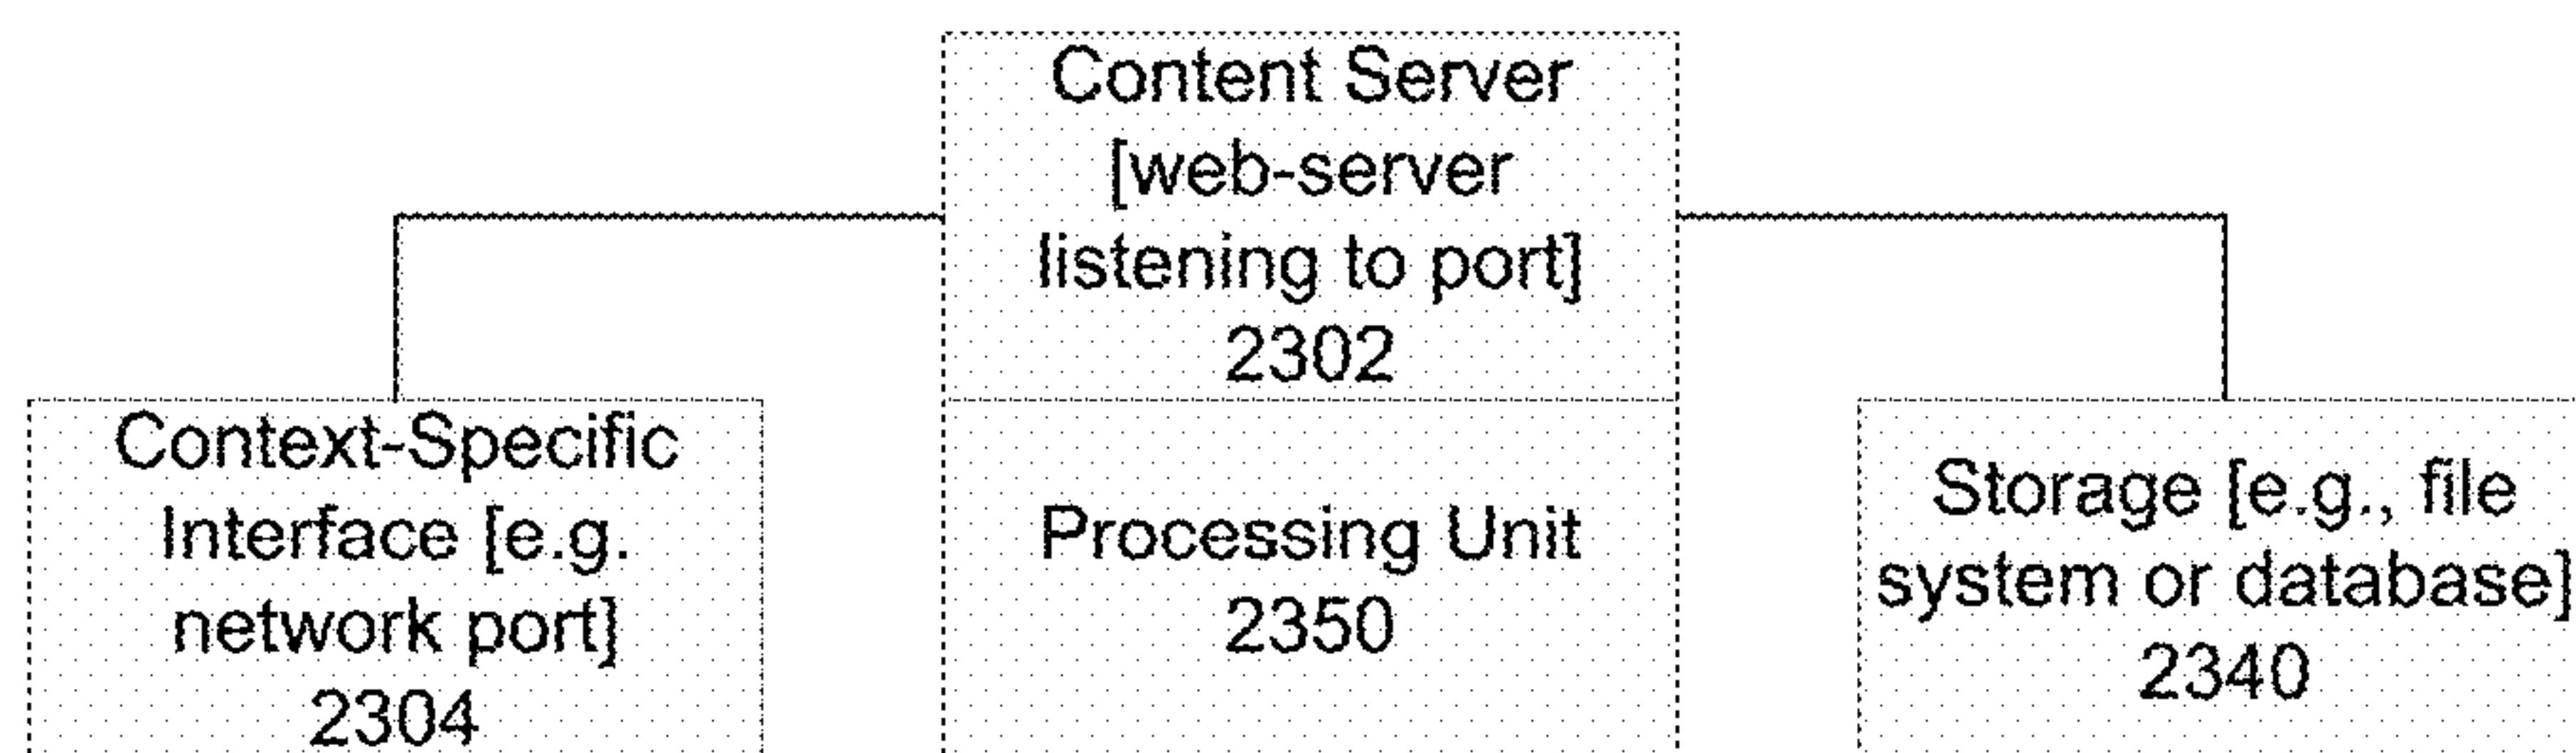 Content Server
[web-server
listening to port]
2302
Context-Specific
Interface [e.g.
network port]
2304
Processing Unit
2350
Storage [e.g., file
system or database]
2340